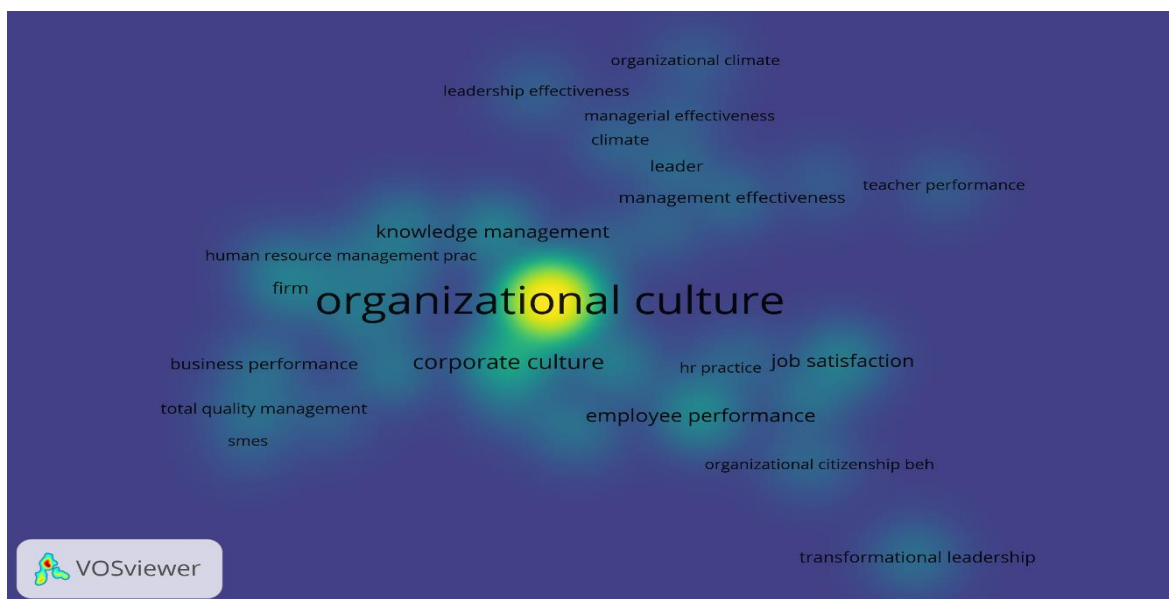 organizational climate
leadership effectiveness
managerial effectiveness
climate
leader
teacher performance
management effectiveness
knowledge management
human resource management prac
firm
organizational culture
business performance
corporate culture
hr practice
job satisfaction
total quality management
employee performance
smes
organizational citizenship beh
transformational leadership
VOSviewer